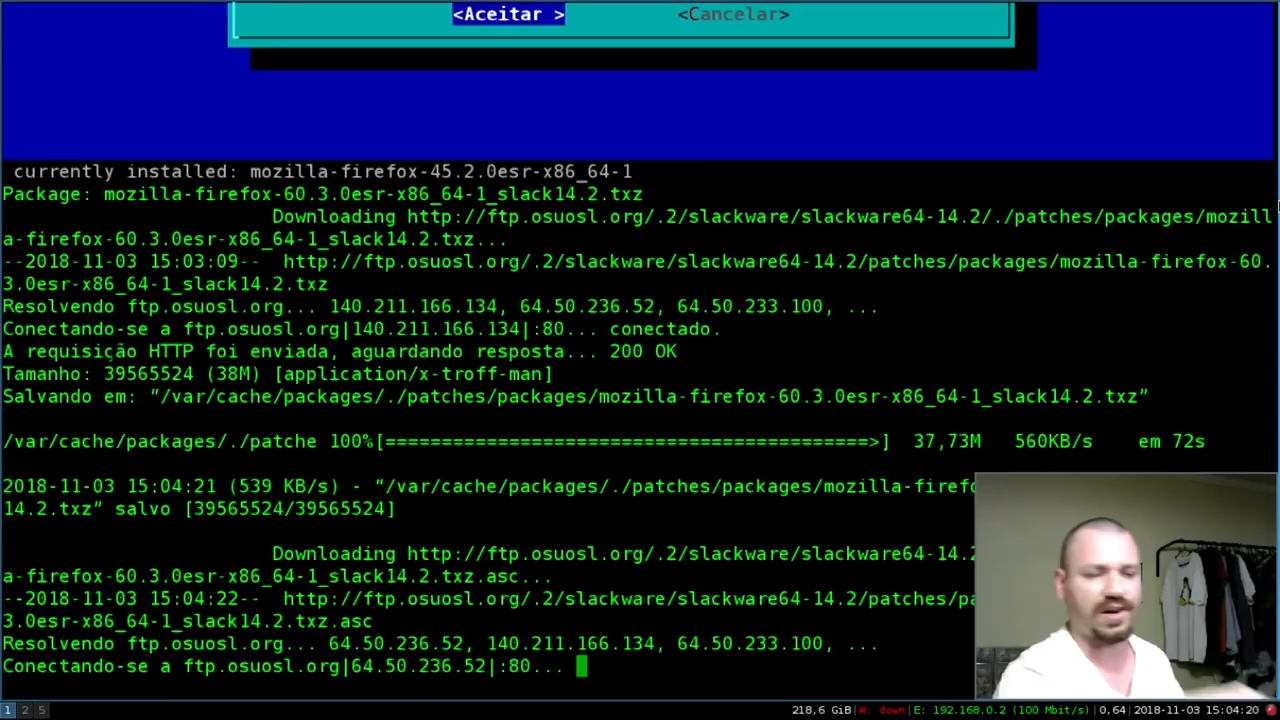 <Aceitar > <Cancelar>
currently installed: mozilla-firefox-45.2.0esr-x86_64-1
Package: mozilla-firefox-60.3.0esr-x86_64-1_slack14.2.txz
Downloading http://ftp.osuosl.org/.2/slackware/slackware64-14.2/./patches/packages/mozill
a-firefox-60.3.0esr-x86_64-1_slack14.2.txz...
--2018-11-03 15:03:09-- http://ftp.osuosl.org/.2/slackware/slackware64-14.2/patches/packages/mozilla-firefox-60.
3.0esr-x86_64-1_slack14.2.txz
Resolvendo ftp.osuosl.org... 140.211.166.134, 64.50.236.52, 64.50.233.100, ...
Conectando-se a ftp.osuosl.org|140.211.166.134|:80... conectado.
A requisição HTTP foi enviada, aguardando resposta... 200 OK
Tamanho: 39565524 (38M) [application/x-troff-man]
Salvando em: “/var/cache/packages/./patches/packages/mozilla-firefox-60.3.0esr-x86_64-1_slack14.2.txz”
/var/cache/packages/./patche 100%[===========================================>] 37,73M 560KB/s em 72s
2018-11-03 15:04:21 (539 KB/s) - “/var/cache/packages/./patches/packages/mozilla-firefo
14.2.txz” salvo [39565524/39565524]
Downloading http://ftp.osuosl.org/.2/slackware/slackware64-14.2
a-firefox-60.3.0esr-x86_64-1_slack14.2.txz.asc...
--2018-11-03 15:04:22-- http://ftp.osuosl.org/.2/slackware/slackware64-14.2/patches/pa
3.0esr-x86_64-1_slack14.2.txz.asc
Resolvendo ftp.osuosl.org... 64.50.236.52, 140.211.166.134, 64.50.233.100, ...
Conectando-se a ftp.osuosl.org|64.50.236.52|:80...
1 2 5 218,6 GiB|W: down|E: 192.168.0.2 (100 Mbit/s)|0,64|2018-11-03 15:04:20